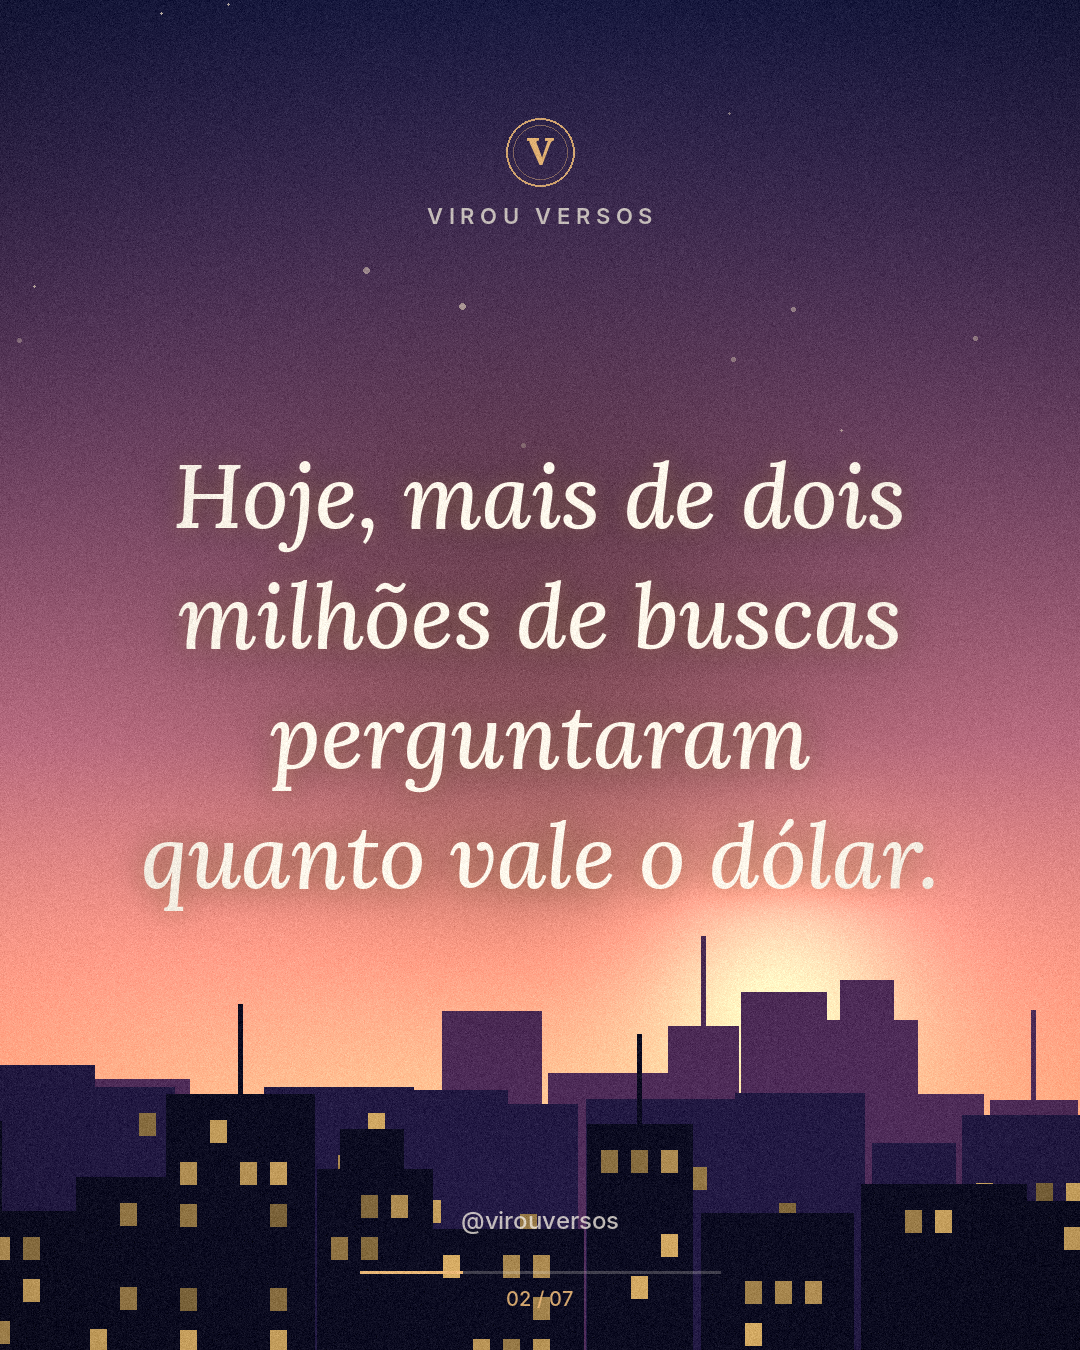 V
VIROU VERSOS
Hoje, mais de dois
milhões de buscas
perguntaram
quanto vale o dólar.
@virouversos
02 / 07